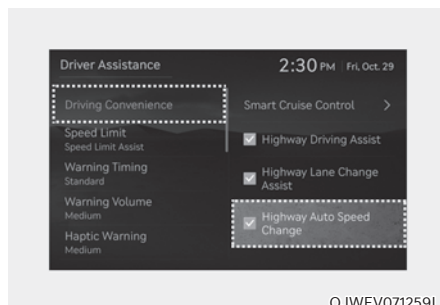 Driver Assistance
2:30 PM Fri, Oct. 29
Driving Convenience
Speed Limit
Speed Limit Assist
Warning Timing
Standard
Warning Volume
Medium
Haptic Warning
Medium
Smart Cruise Control >
Highway Driving Assist
Highway Lane Change
Assist
Highway Auto Speed
Change